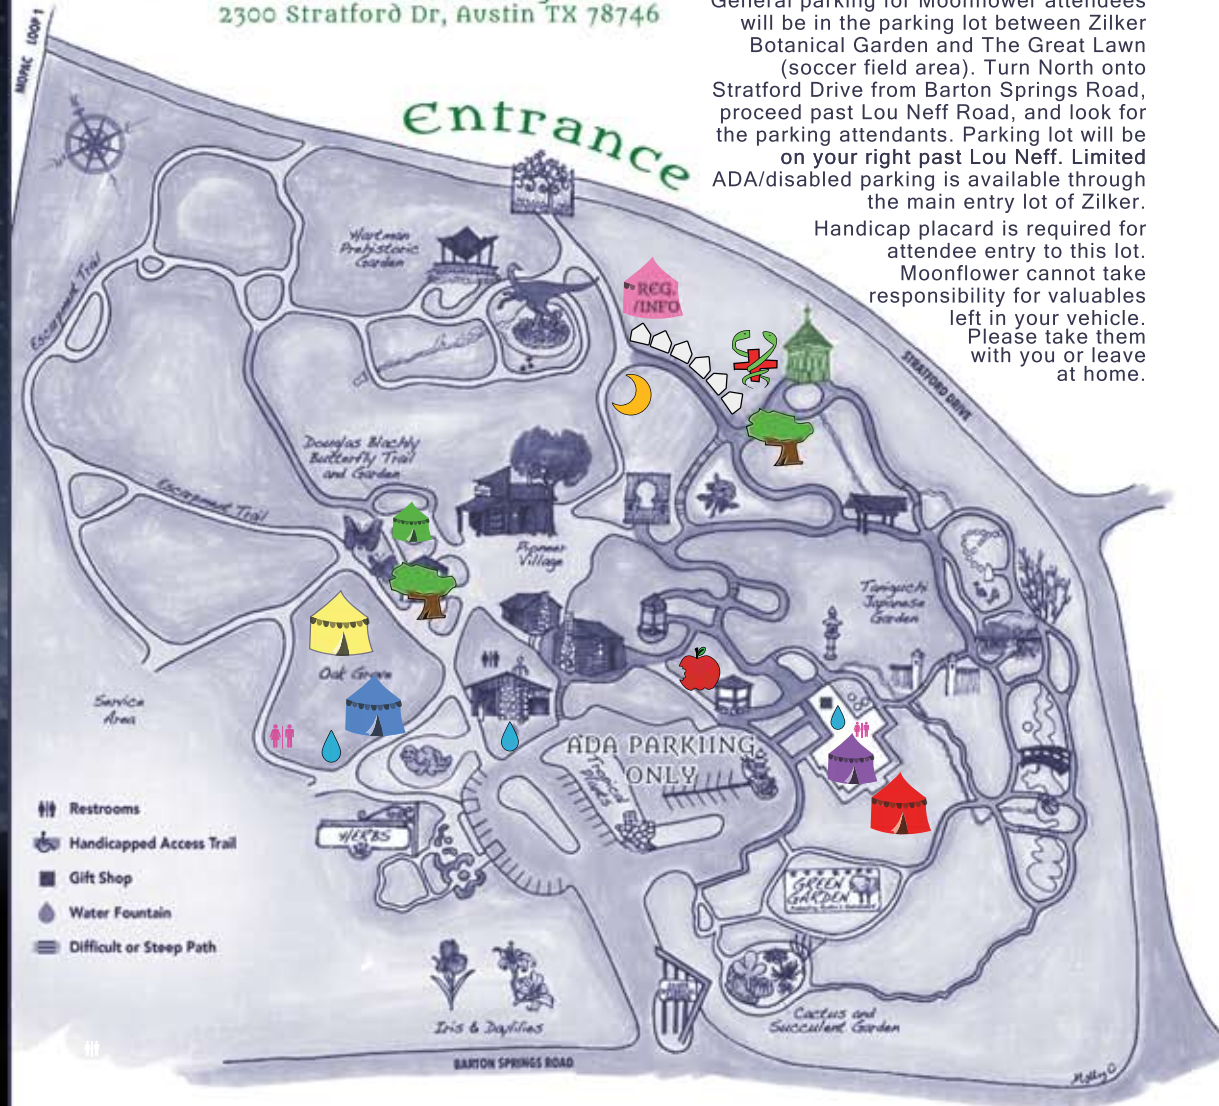 2300 Stratford Dr, Austin TX 78746
General parking for Moonflower attendees
will be in the parking lot between Zilker
Botanical Garden and The Great Lawn
(soccer field area). Turn North onto
Stratford Drive from Barton Springs Road,
proceed past Lou Neff Road, and look for
the parking attendants. Parking lot will be
on your right past Lou Neff. Limited
ADA/disabled parking is available through
the main entry lot of Zilker.
Handicap placard is required for
attendee entry to this lot.
Moonflower cannot take
responsibility for valuables
left in your vehicle.
Please take them
with you or leave
at home.
MOPAC LOOP 1
Entrance
Hartman
Prehistoric
Garden
REG.
/INFO
Escarpment Trail
STRATFORD DRIVE
Douglas Blachly
Butterfly Trail
and Garden
Escarpment Trail
Pioneer
Village
Taniguchi
Japanese
Garden
Oak Grove
Service
Area
ADA PARKIING
ONLY
Tropical
Plants
HERBS
Restrooms
Handicapped Access Trail
Gift Shop
Water Fountain
Difficult or Steep Path
GREEN
GARDEN
Iris & Daylilies
Cactus and
Succulent Garden
BARTON SPRINGS ROAD